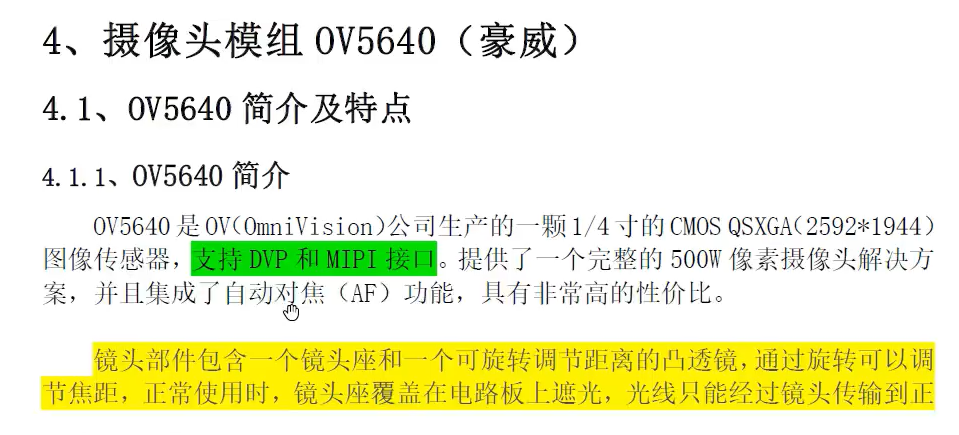 4、摄像头模组 OV5640（豪威）
4.1、OV5640 简介及特点
4.1.1、OV5640 简介
OV5640 是 OV(OmniVision)公司生产的一颗 1/4 寸的 CMOS QSXGA(2592*1944)
图像传感器，支持 DVP 和 MIPI 接口。提供了一个完整的 500W 像素摄像头解决方
案，并且集成了自动对焦（AF）功能，具有非常高的性价比。
镜头部件包含一个镜头座和一个可旋转调节距离的凸透镜，通过旋转可以调
节焦距，正常使用时，镜头座覆盖在电路板上遮光，光线只能经过镜头传输到正